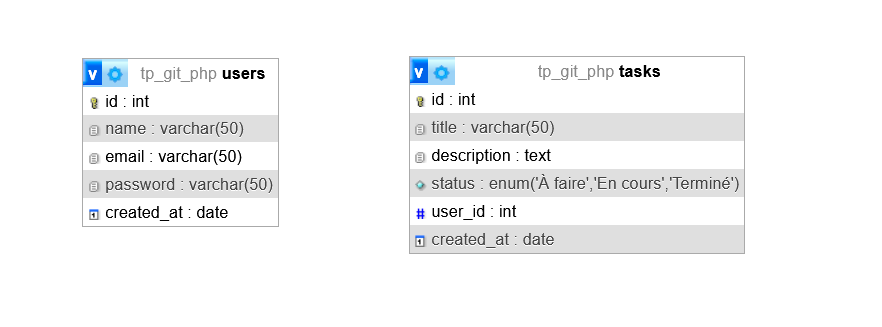 v tp_git_php users
id : int
name : varchar(50)
email : varchar(50)
password : varchar(50)
created_at : date
v tp_git_php tasks
id : int
title : varchar(50)
description : text
status : enum('À faire','En cours','Terminé')
# user_id : int
created_at : date